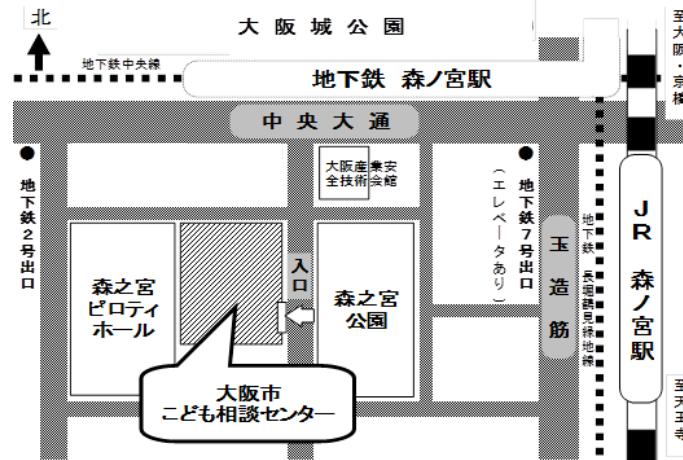 北
大阪城公園
至大阪・京橋
地下鉄中央線
地下鉄 森ノ宮駅
中央大通
大阪産業安
全技術会館
地下鉄2号出口
地下鉄7号出口
(エレベータあり)
JR 森ノ宮駅
玉造筋
地下鉄 長堀鶴見緑地線
入口
森之宮
ピロティ
ホール
森之宮
公園
大阪市
こども相談センター
至天王寺